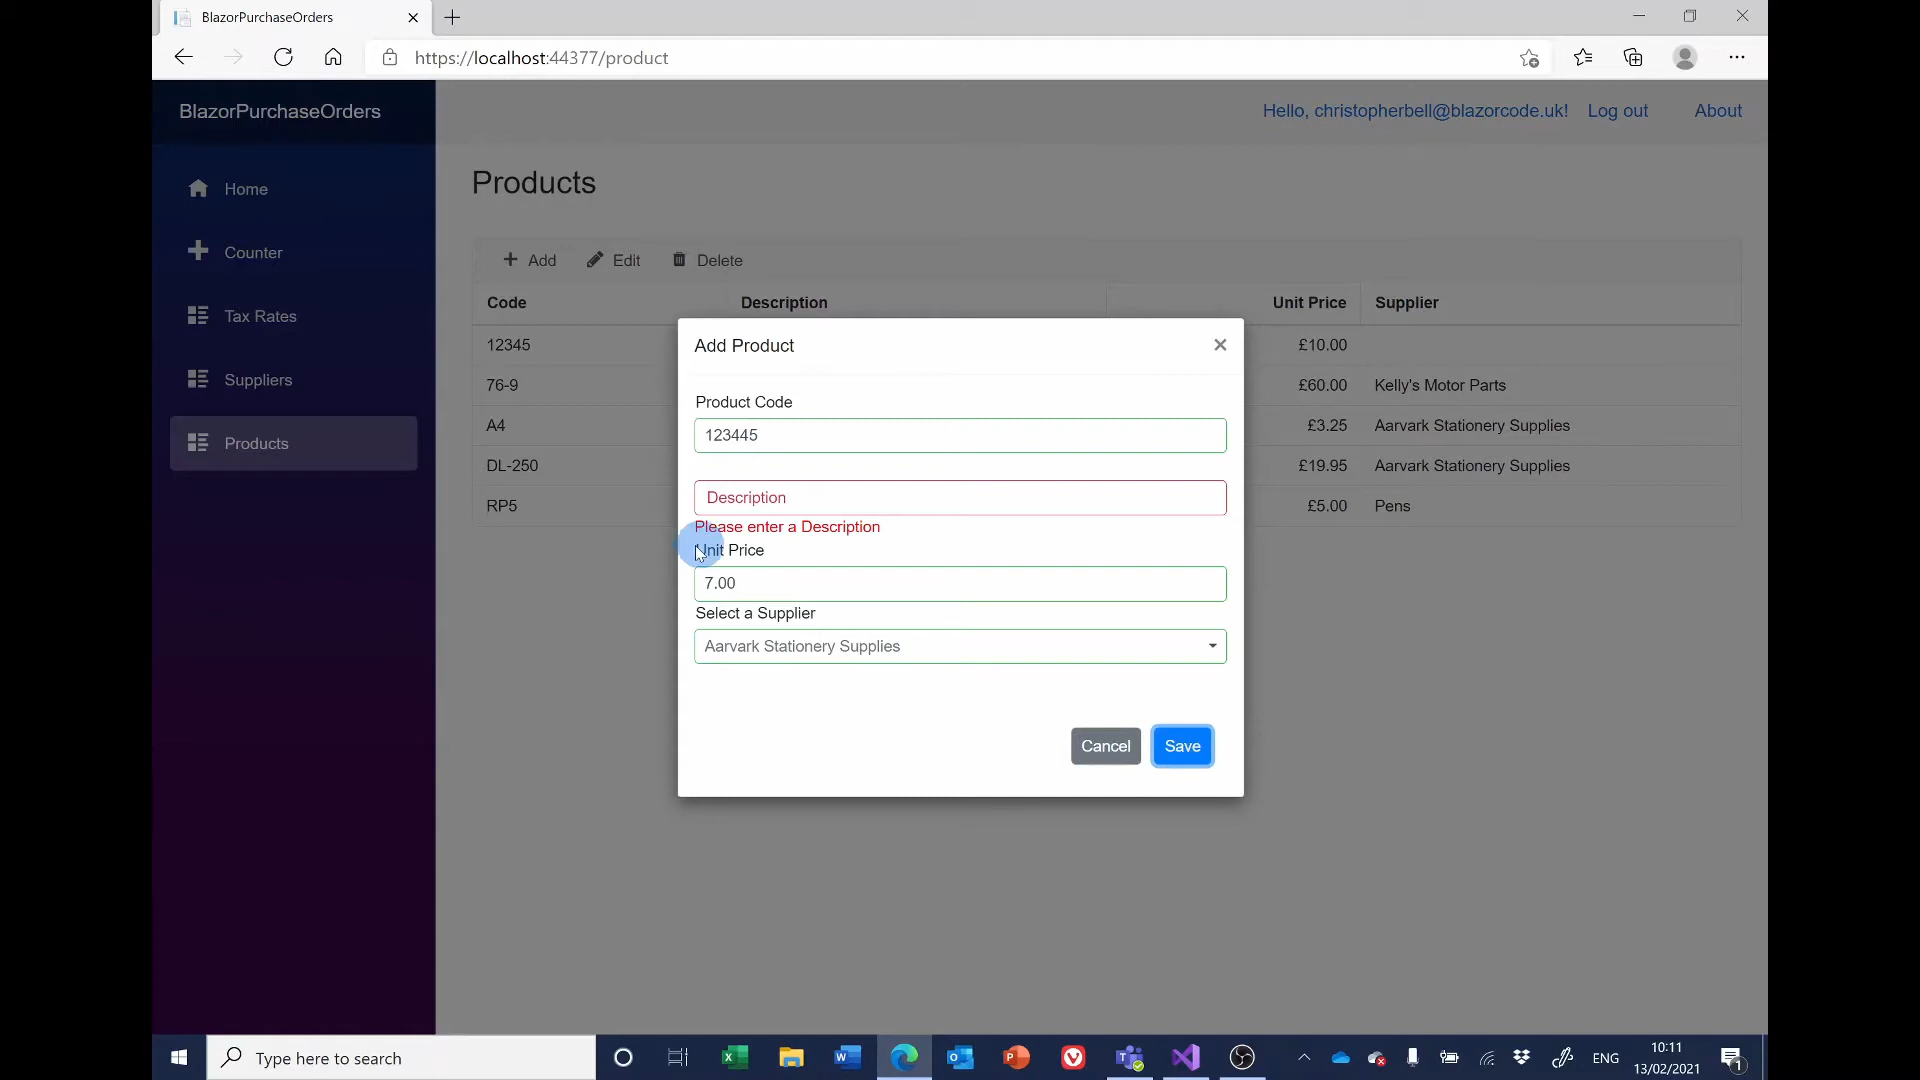 BlazorPurchaseOrders
https://localhost:44377/product
BlazorPurchaseOrders
Hello, christopherbell@blazorcode.uk! Log out About
Home
Counter
Tax Rates
Suppliers
Products
Products
Add Edit Delete
Code Description Unit Price Supplier
12345 £10.00
76-9 £60.00 Kelly's Motor Parts
A4 £3.25 Aarvark Stationery Supplies
DL-250 £19.95 Aarvark Stationery Supplies
RP5 £5.00 Pens
Add Product
Product Code
123445
Description
Please enter a Description
Unit Price
7.00
Select a Supplier
Aarvark Stationery Supplies
Cancel Save
Type here to search
ENG
10:11
13/02/2021
1